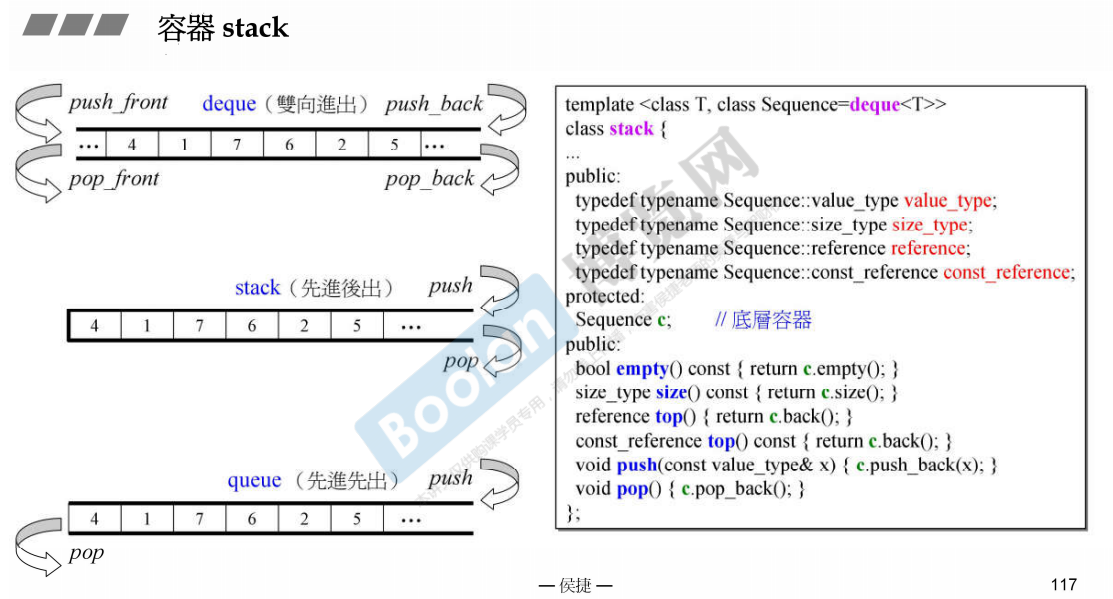 容器 stack
push_front deque（雙向進出） push_back
... 4 1 7 6 2 5 ...
pop_front pop_back
stack（先進後出） push
4 1 7 6 2 5 ...
pop
queue（先進先出） push
4 1 7 6 2 5 ...
pop
template <class T, class Sequence=deque<T>>
class stack {
...
public:
typedef typename Sequence::value_type value_type;
typedef typename Sequence::size_type size_type;
typedef typename Sequence::reference reference;
typedef typename Sequence::const_reference const_reference;
protected:
Sequence c; // 底層容器
public:
bool empty() const { return c.empty(); }
size_type size() const { return c.size(); }
reference top() { return c.back(); }
const_reference top() const { return c.back(); }
void push(const value_type& x) { c.push_back(x); }
void pop() { c.pop_back(); }
};
Boolan 博览网
— 侯捷 —
117